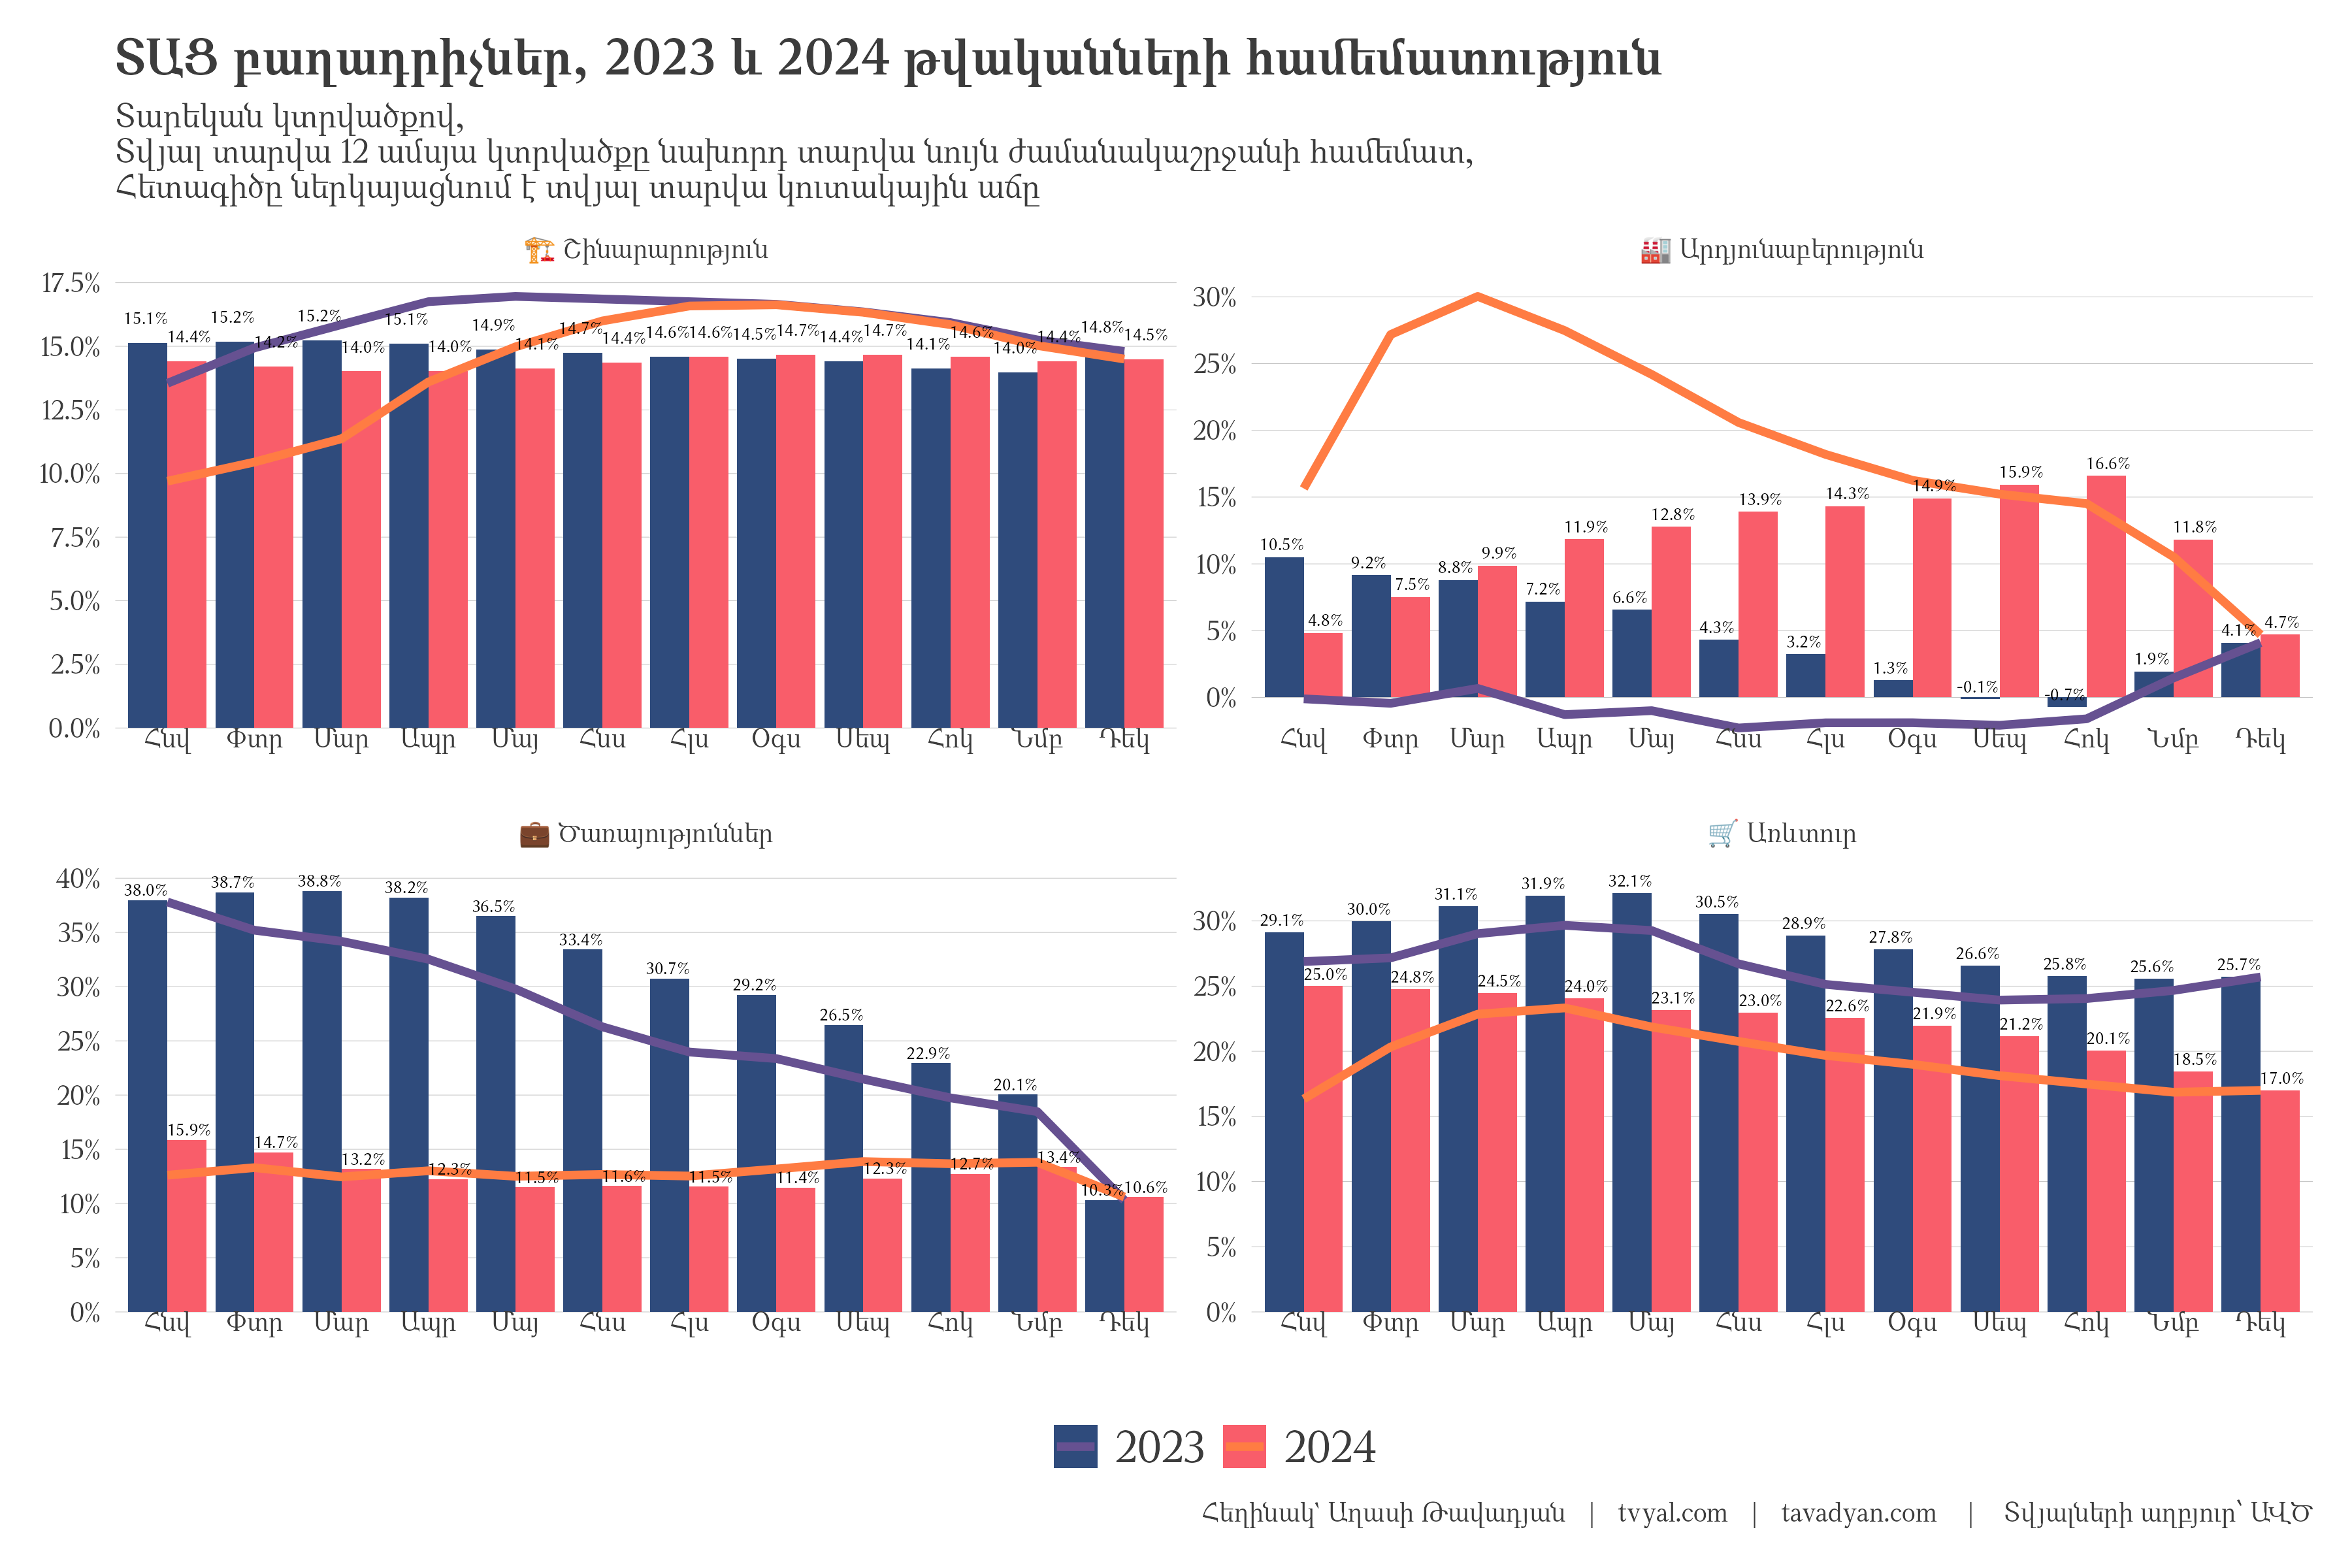 ՏԱՑ բաղադրիչներ, 2023 և 2024 թվականների համեմատություն
Տարեկան կտրվածքով,
Տվյալ տարվա 12 ամսյա կտրվածքը նախորդ տարվա նույն ժամանակաշրջանի համեմատ,
Հետագիծը ներկայացնում է տվյալ տարվա կուտակային աճը
Շինարարություն
17.5%
15.0%
12.5%
10.0%
7.5%
5.0%
2.5%
0.0%
15.1% 14.4% 15.2% 14.2% 15.2% 14.0% 15.1% 14.0% 14.9% 14.1% 14.7% 14.4% 14.6% 14.6% 14.5% 14.7% 14.4% 14.7% 14.1% 14.6% 14.0% 14.4% 14.8% 14.5%
Հնվ Փտր Մար Ապր Մայ Հնս Հլս Օգս Սեպ Հոկ Նմբ Դեկ
Արդյունաբերություն
30%
25%
20%
15%
10%
5%
0%
10.5% 4.8% 9.2% 7.5% 8.8% 9.9% 7.2% 11.9% 6.6% 12.8% 4.3% 13.9% 3.2% 14.3% 1.3% 14.9% -0.1% 15.9% -0.7% 16.6% 1.9% 11.8% 4.1% 4.7%
Հնվ Փտր Մար Ապր Մայ Հնս Հլս Օգս Սեպ Հոկ Նմբ Դեկ
Ծառայություններ
40%
35%
30%
25%
20%
15%
10%
5%
0%
38.0% 15.9% 38.7% 14.7% 38.8% 13.2% 38.2% 12.3% 36.5% 11.5% 33.4% 11.6% 30.7% 11.5% 29.2% 11.4% 26.5% 12.3% 22.9% 12.7% 20.1% 13.4% 10.3% 10.6%
Հնվ Փտր Մար Ապր Մայ Հնս Հլս Օգս Սեպ Հոկ Նմբ Դեկ
Առևտուր
30%
25%
20%
15%
10%
5%
0%
29.1% 25.0% 30.0% 24.8% 31.1% 24.5% 31.9% 24.0% 32.1% 23.1% 30.5% 23.0% 28.9% 22.6% 27.8% 21.9% 26.6% 21.2% 25.8% 20.1% 25.6% 18.5% 25.7% 17.0%
Հնվ Փտր Մար Ապր Մայ Հնս Հլս Օգս Սեպ Հոկ Նմբ Դեկ
2023 2024
Հեղինակ՝ Աղասի Թավադյան | tvyal.com | tavadyan.com | Տվյալների աղբյուր՝ ԱՎԾ